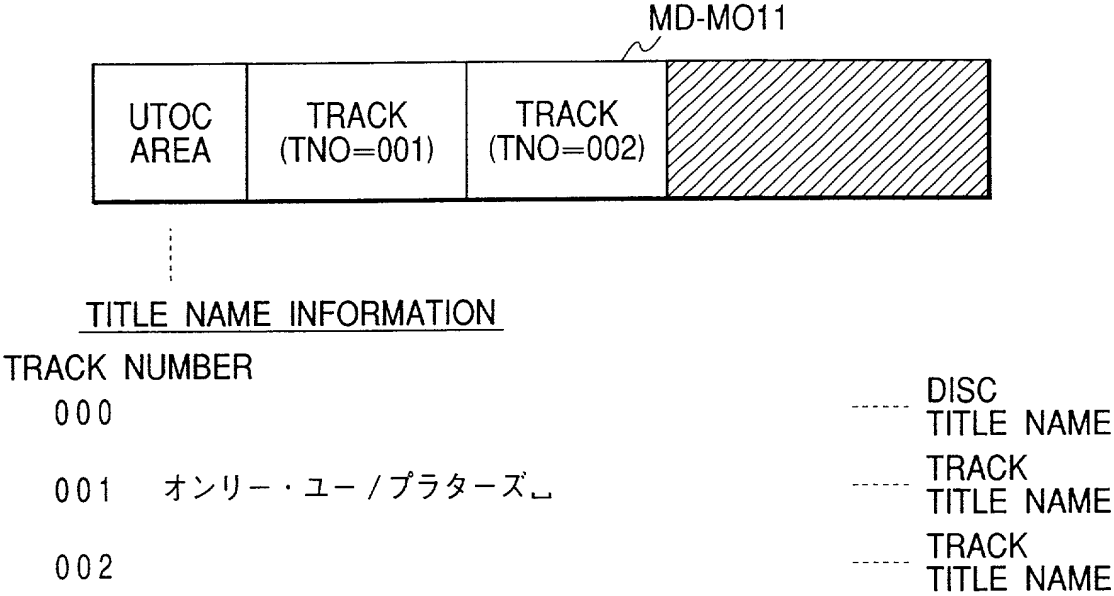 MD-MO11
UTOC
AREA
TRACK
(TNO=001)
TRACK
(TNO=002)
TITLE NAME INFORMATION
TRACK NUMBER
000
DISC
TITLE NAME
001 オンリー・ユー/プラターズ␣
TRACK
TITLE NAME
002
TRACK
TITLE NAME